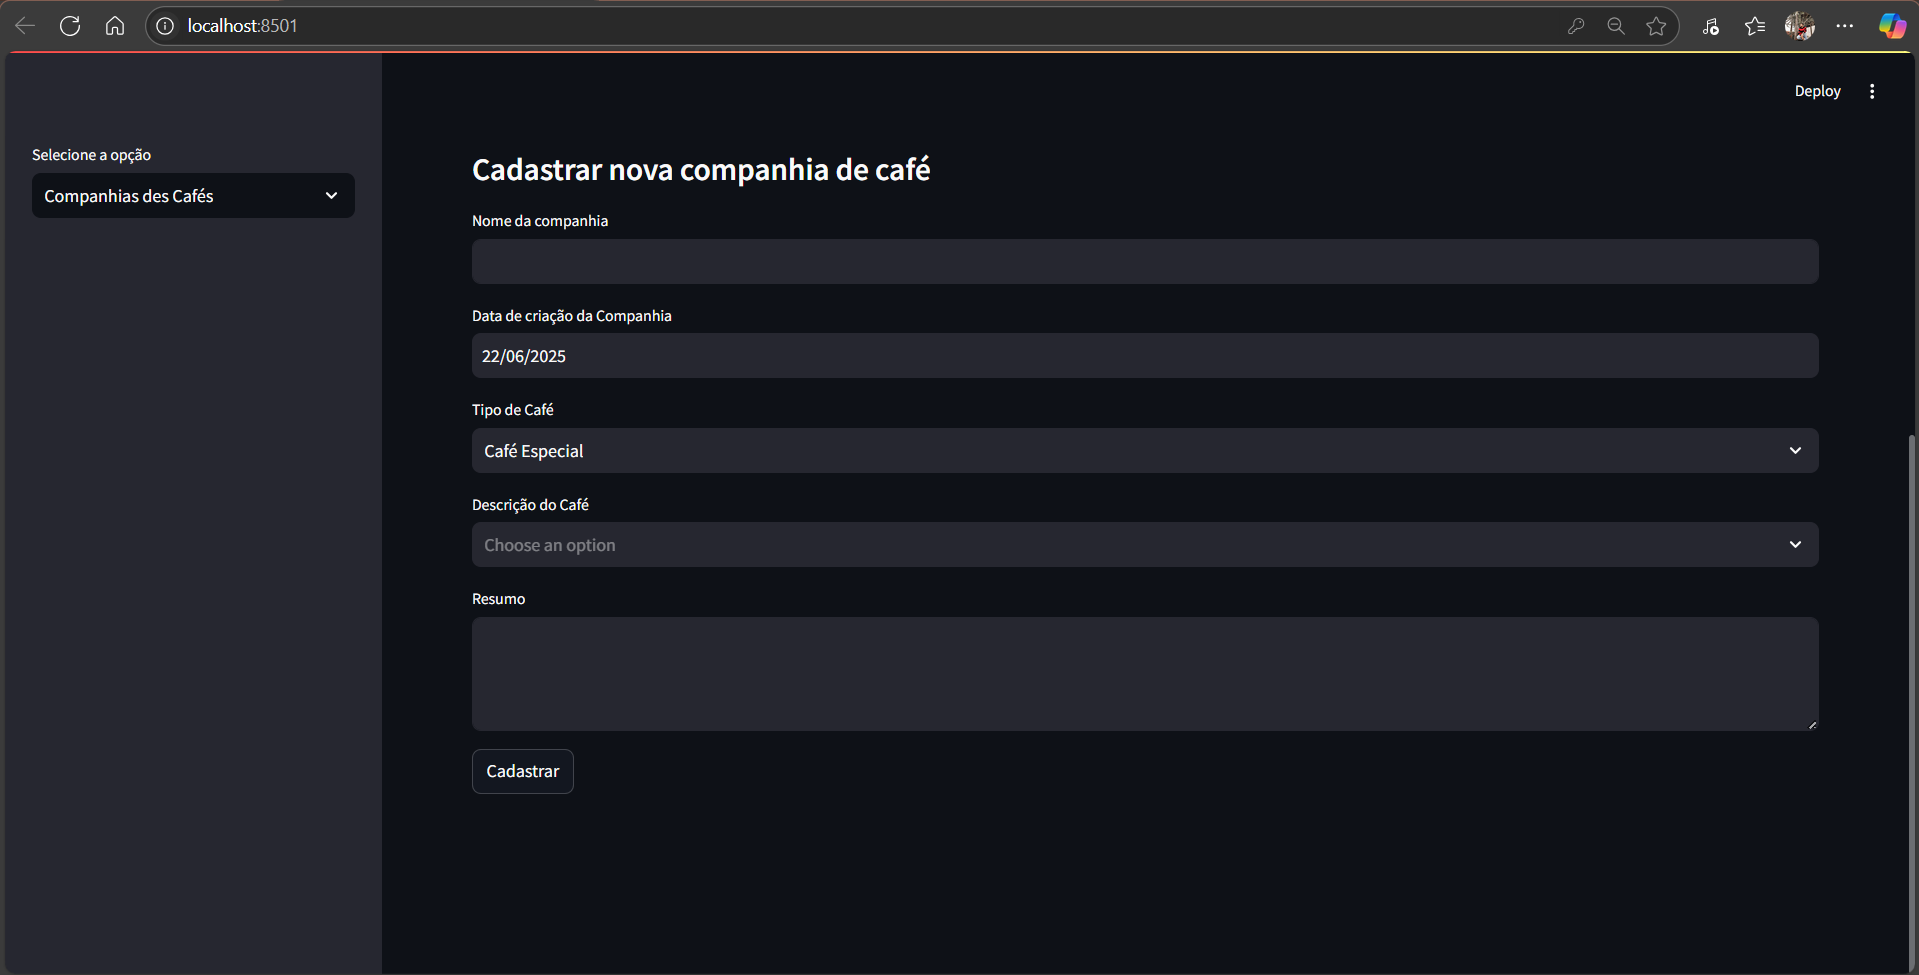 localhost:8501
Deploy
Selecione a opção
Companhias des Cafés
Cadastrar nova companhia de café
Nome da companhia
Data de criação da Companhia
22/06/2025
Tipo de Café
Café Especial
Descrição do Café
Choose an option
Resumo
Cadastrar